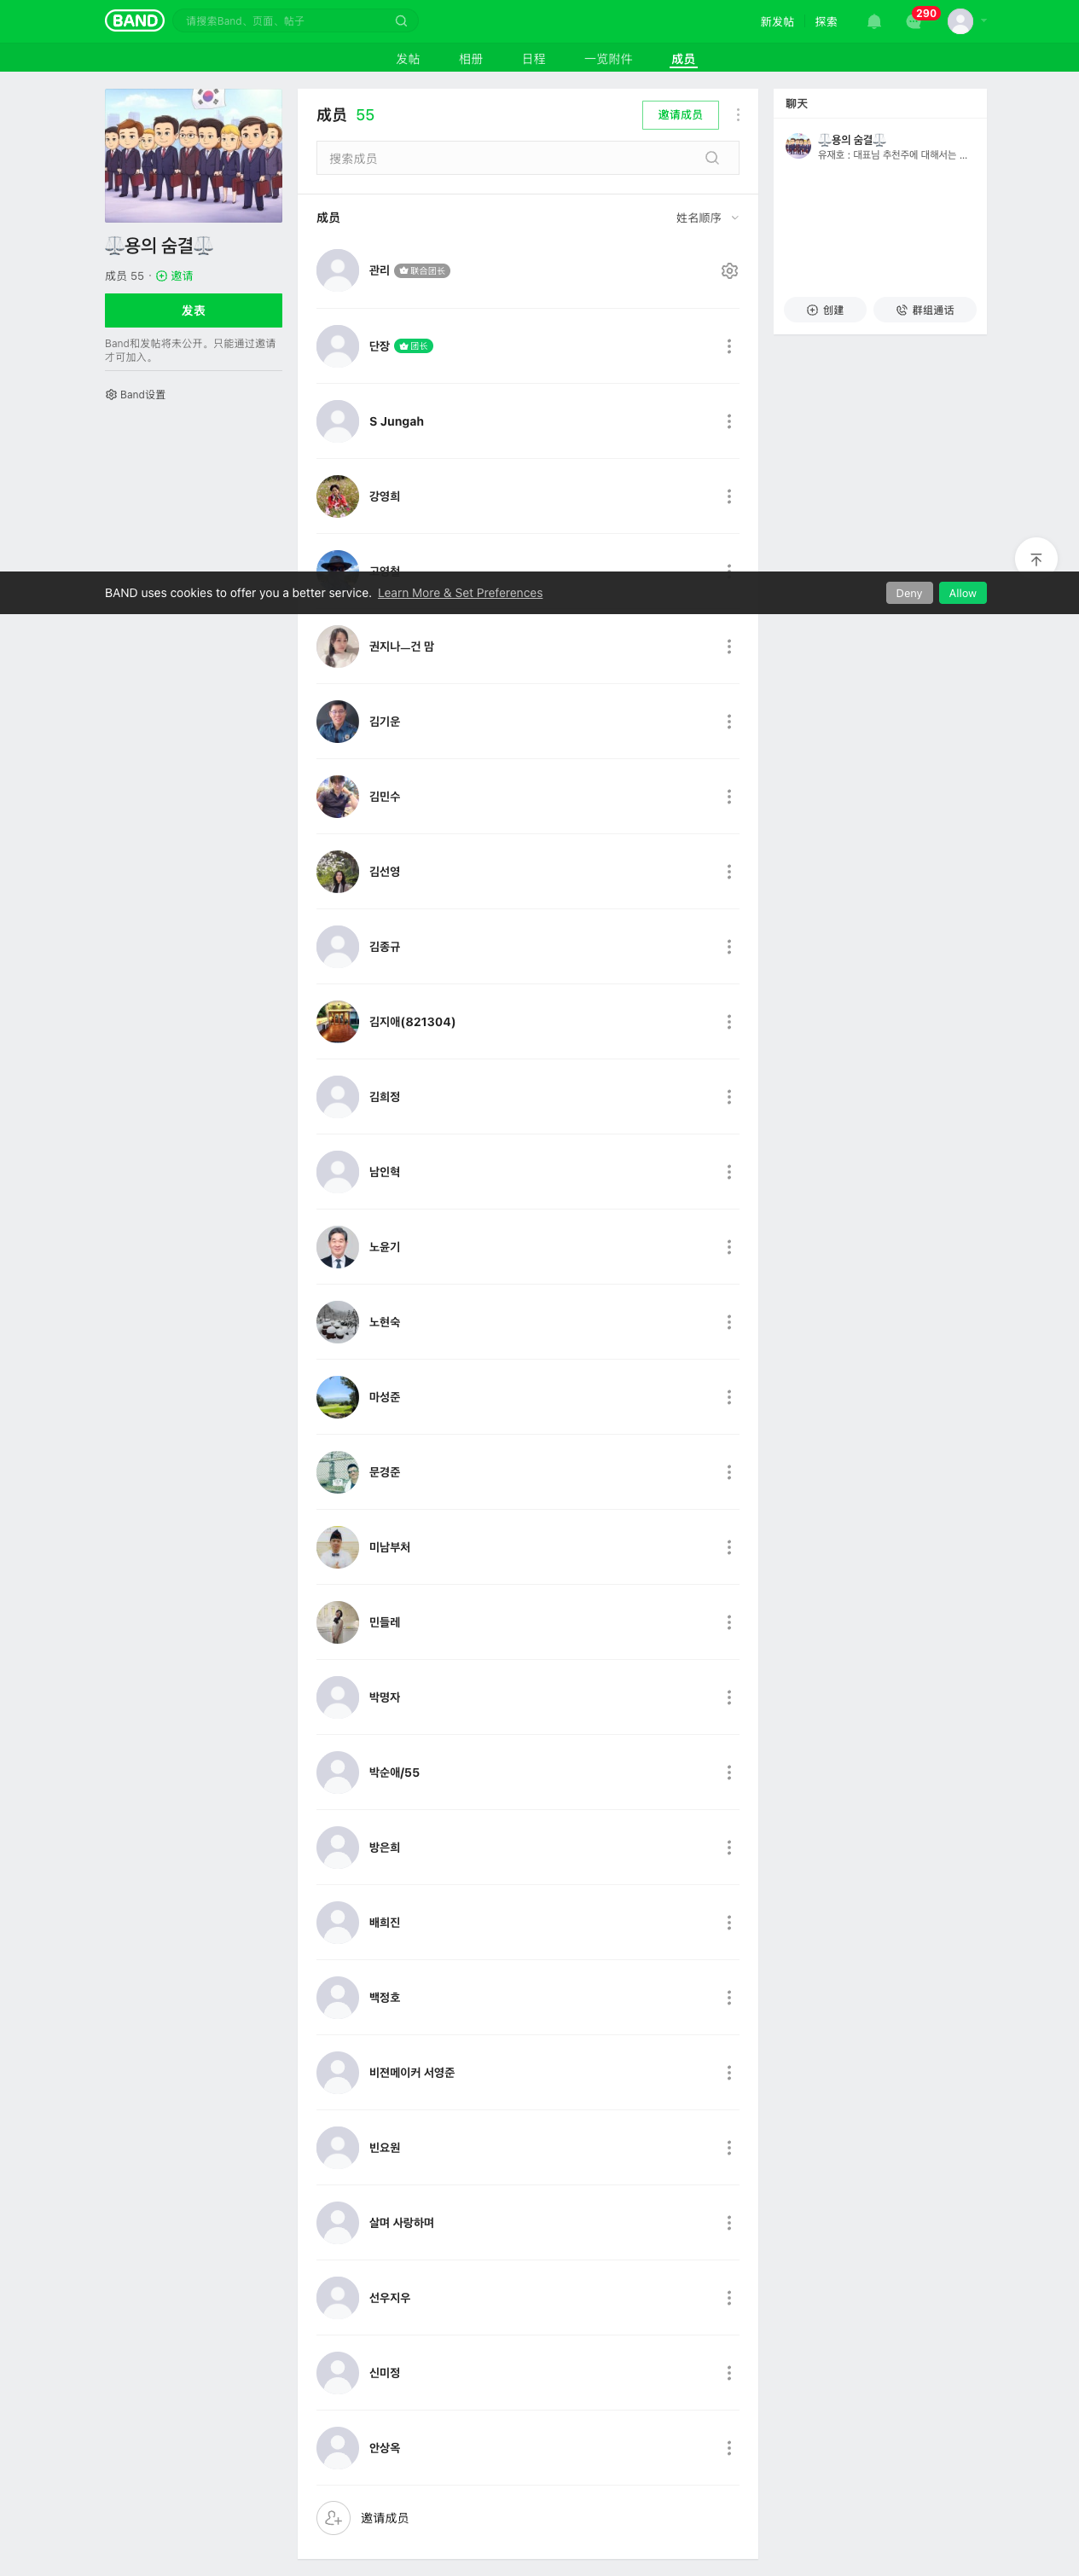 BAND
请搜索Band、页面、帖子
新发帖
探索
290
发帖
相册
日程
一览附件
成员
용의 숨결
成员 55 · 邀请
发表
Band和发帖将未公开。只能通过邀请
才可加入。
Band设置
成员 55
邀请成员
搜索成员
成员
姓名顺序
관리 联合团长
단장 团长
S Jungah
강영희
BAND uses cookies to offer you a better service. Learn More & Set Preferences
Deny
Allow
권지나ㅡ건 맘
김기운
김민수
김선영
김종규
김지애(821304)
김희정
남인혁
노윤기
노현숙
마성준
문경준
미남부처
민들레
박명자
박순애/55
방은희
배희진
백정호
비젼메이커 서영준
빈요원
살며 사랑하며
선우지우
신미정
안상옥
邀请成员
聊天
용의 숨결
유재호 : 대표님 추천주에 대해서는 ...
创建
群组通话